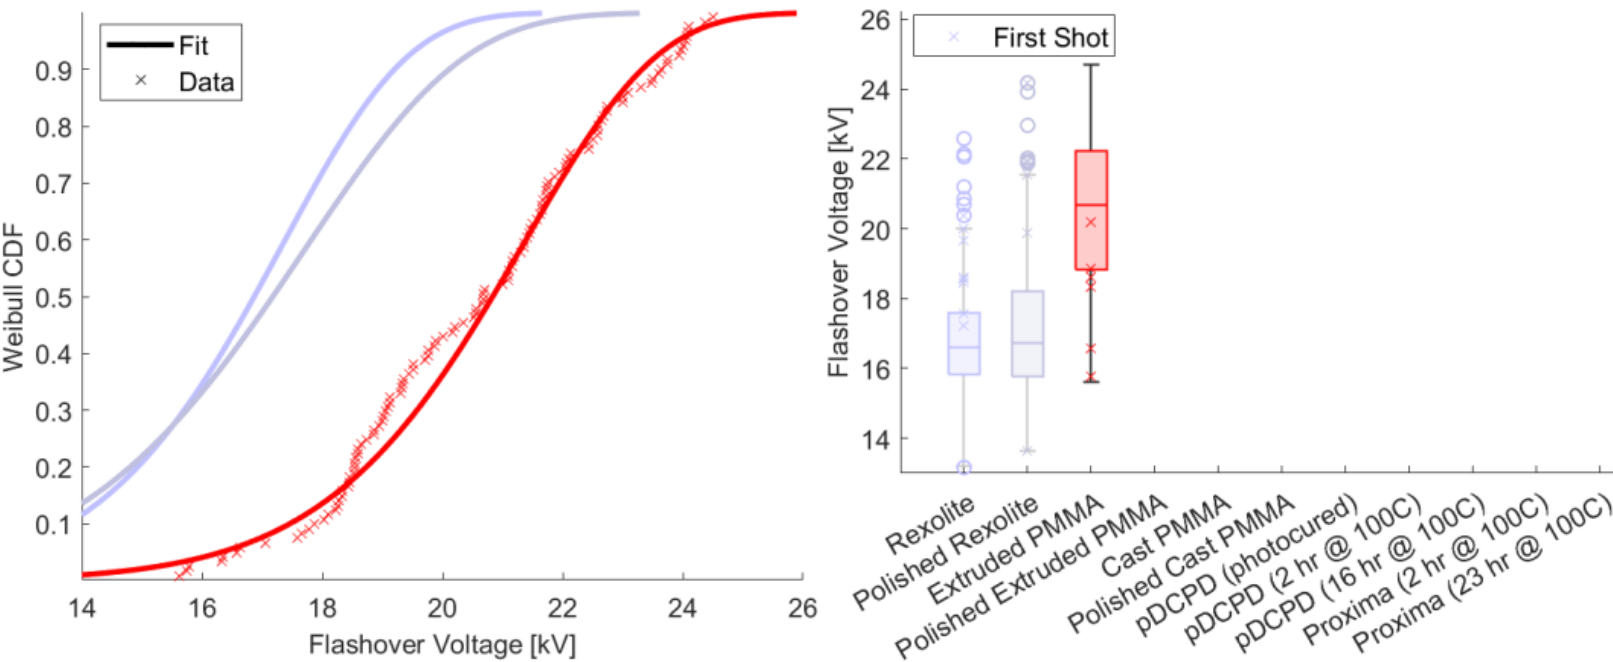 Fit
Data
0.9
0.8
0.7
0.6
0.5
0.4
0.3
0.2
0.1
Weibull CDF
14 16 18 20 22 24 26
Flashover Voltage [kV]
First Shot
26
24
22
20
18
16
14
Flashover Voltage [kV]
Rexolite
Polished Rexolite
Extruded PMMA
Polished Extruded PMMA
Cast PMMA
Polished Cast PMMA
pDCPD (photocured)
pDCPD (2 hr @ 100C)
pDCPD (16 hr @ 100C)
Proxima (2 hr @ 100C)
Proxima (23 hr @ 100C)